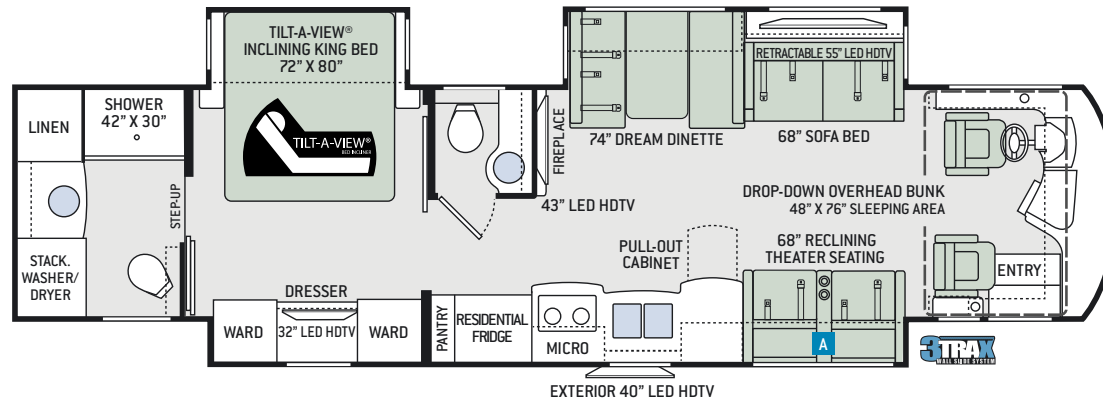 TILT-A-VIEW®
INCLINING KING BED
72” X 80”
TILT-A-VIEW®
BED INCLINER
SHOWER
42” X 30”
LINEN
STEP-UP
STACK.
WASHER/
DRYER
DRESSER
WARD
32” LED HDTV
WARD
PANTRY
RESIDENTIAL
FRIDGE
MICRO
FIREPLACE
43” LED HDTV
74” DREAM DINETTE
RETRACTABLE 55” LED HDTV
68” SOFA BED
DROP-DOWN OVERHEAD BUNK
48” X 76” SLEEPING AREA
PULL-OUT
CABINET
68” RECLINING
THEATER SEATING
A
ENTRY
3TRAX
WALL SLIDE SYSTEM
EXTERIOR 40” LED HDTV